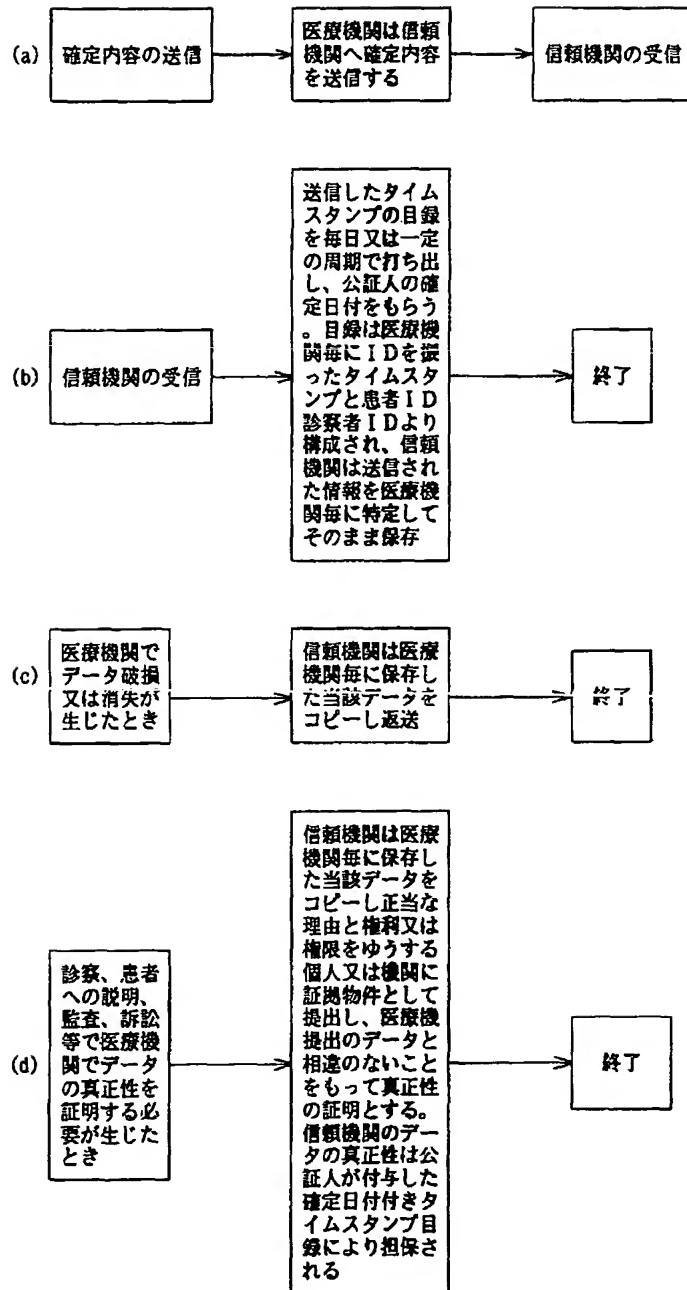 (a)
確定内容の送信
医療機関は信頼
機関へ確定内容
を送信する
信頼機関の受信
(b)
信頼機関の受信
送信したタイム
スタンプの目録
を毎日又は一定
の周期で打ち出
し、公証人の確
定日付をもらう
。目録は医療機
関毎にIDを振
ったタイムスタ
ンプと患者ID
診察者IDより
構成され、信頼
機関は送信され
た情報を医療機
関毎に特定して
そのまま保存
終了
(c)
医療機関で
データ破損
又は消失が
生じたとき
信頼機関は医療
機関毎に保存し
た当該データを
コピーし返送
終了
(d)
診察、患者
への説明、
監査、訴訟
等で医療機
関でデータ
の真正性を
証明する必
要が生じた
とき
信頼機関は医療
機関毎に保存し
た当該データを
コピーし正当な
理由と権利又は
権限をゆうする
個人又は機関に
証拠物件として
提出し、医療機
提出のデータと
相違のないこと
をもって真正性
の証明とする。
信頼機関のデー
タの真正性は公
証人が付与した
確定日付付きタ
イムスタンプ目
録により担保さ
れる
終了